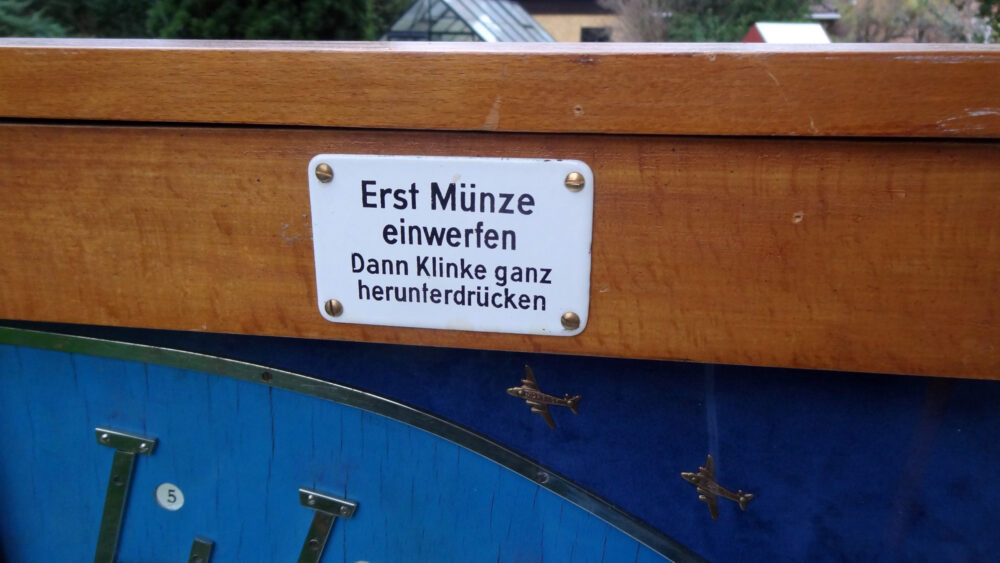 Erst Münze
einwerfen
Dann Klinke ganz
herunterdrücken
5